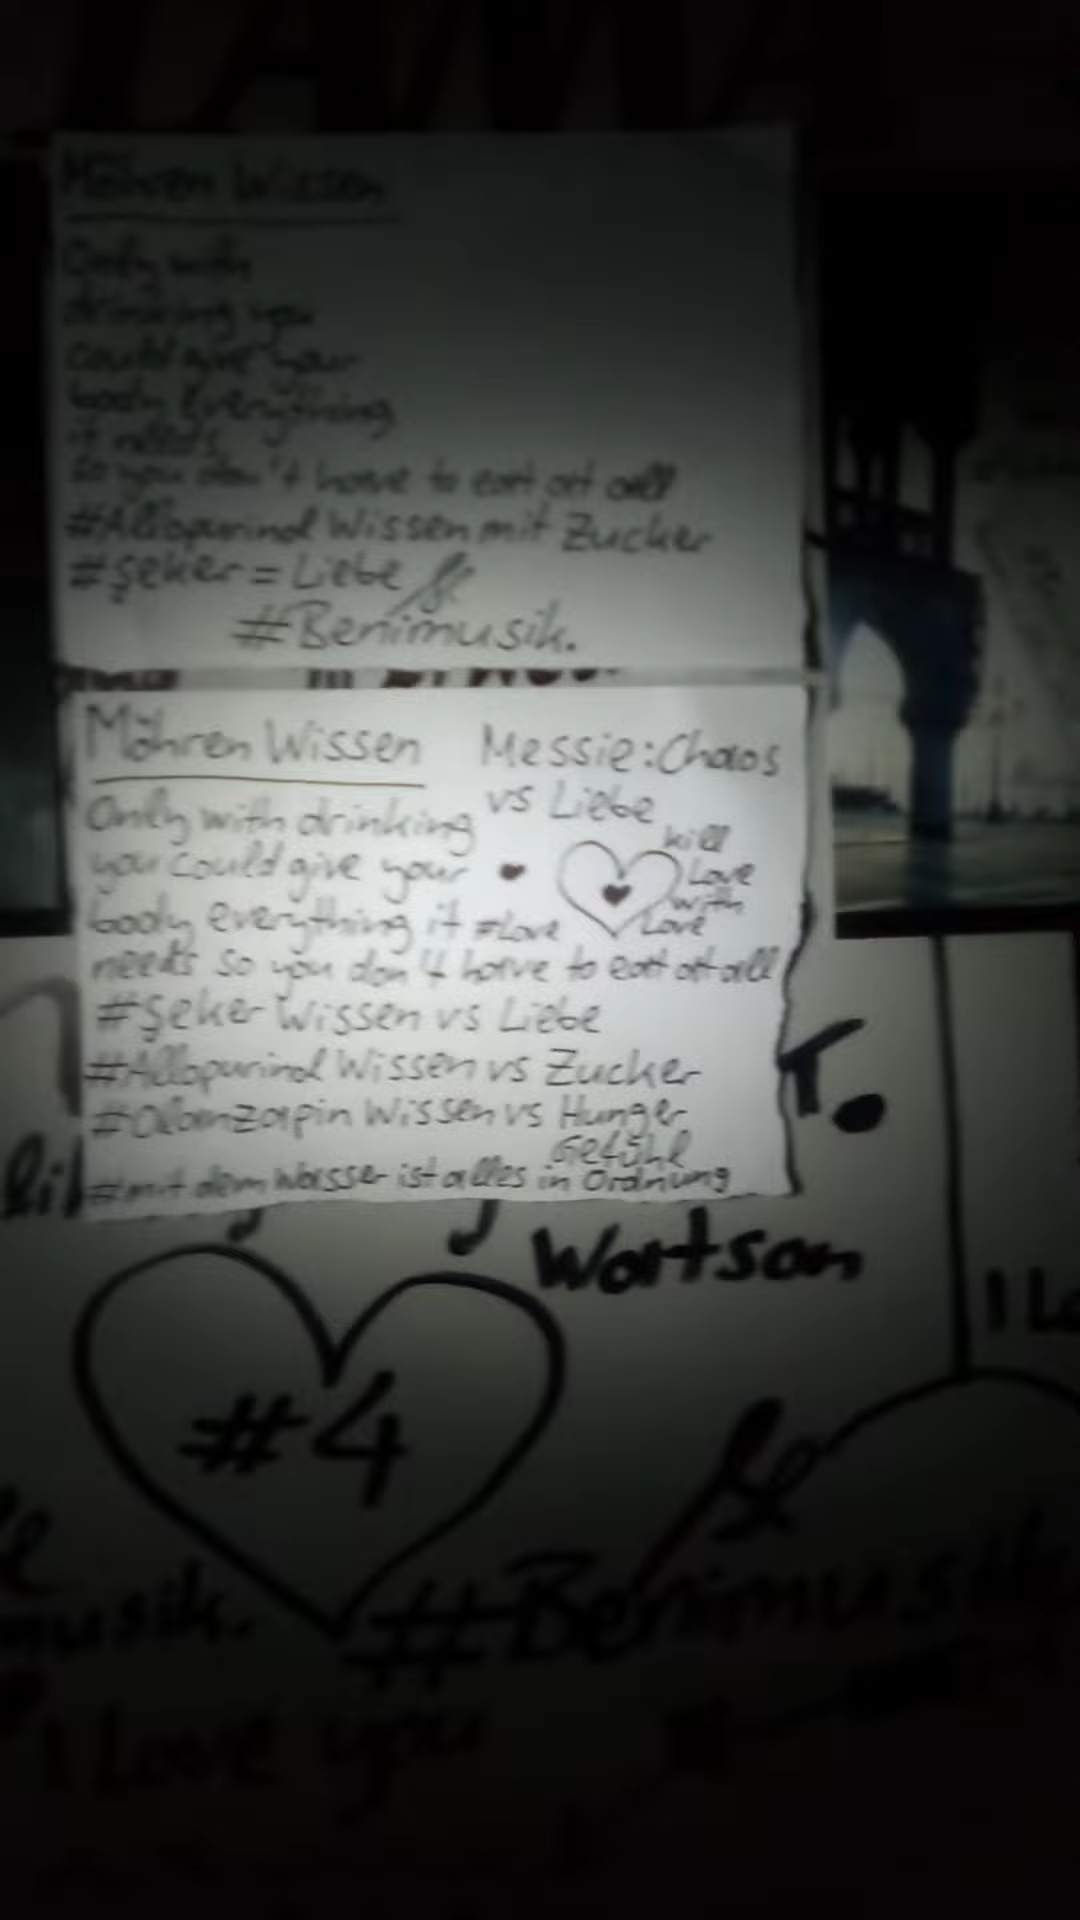 Möhren Wissen
Only with
drinking you
could give your
body everything
it needs
So you don't have to eat at all
#Allopurinol Wissen mit Zucker
#şeker = Liebe &
#Benimusik.
Möhren Wissen
Messie: Chaos
vs Liebe
Only with drinking
you could give your
body everything it #Love
kill
Love
with
Love
needs so you don't have to eat at all
#şeker Wissen vs Liebe
#Allopurinol Wissen vs Zucker
#Olanzapin Wissen vs Hunger
Gefühl
#mit dem Wasser ist alles in Ordnung
T.
Watson
#4
I Lo
musik.
#Benimusik
I Love you